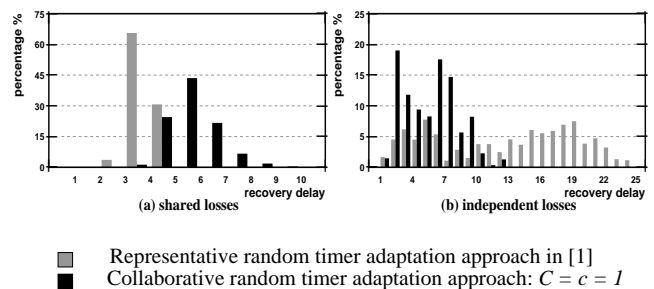 percentage %
75
60
45
30
15
0
1 2 3 4 5 6 7 8 9 10
recovery delay
(a) shared losses
percentage %
25
20
15
10
5
0
1 4 7 10 13 16 19 22 25
recovery delay
(b) independent losses
Representative random timer adaptation approach in [1]
Collaborative random timer adaptation approach: C = c = 1